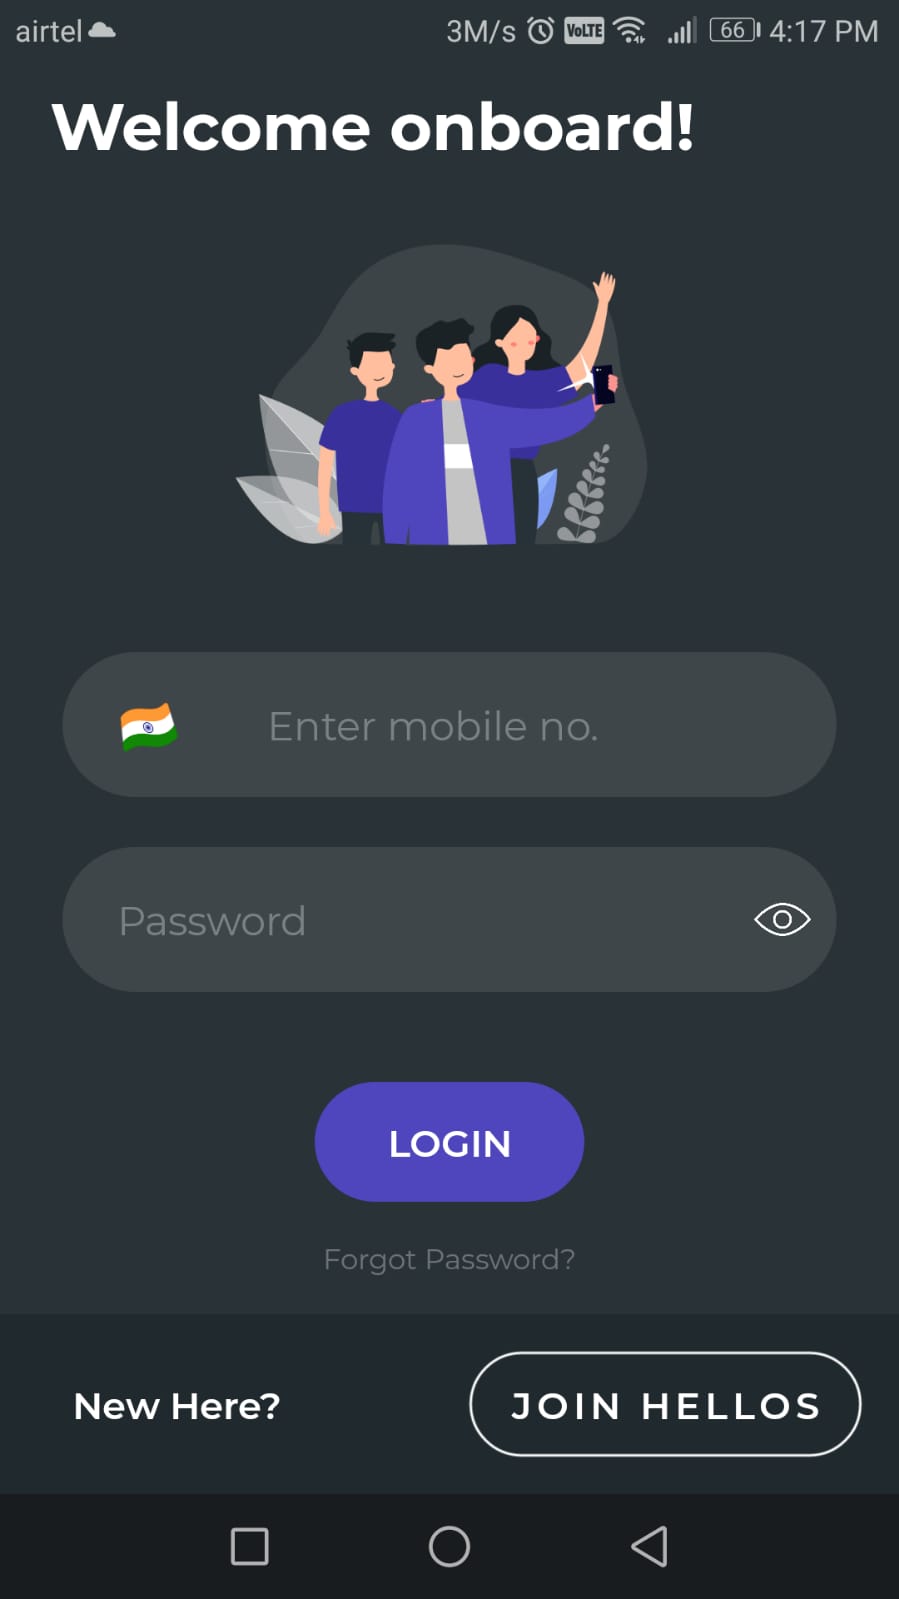 airtel 3M/s VoLTE 66 4:17 PM
Welcome onboard!
Enter mobile no.
Password
LOGIN
Forgot Password?
New Here? JOIN HELLOS